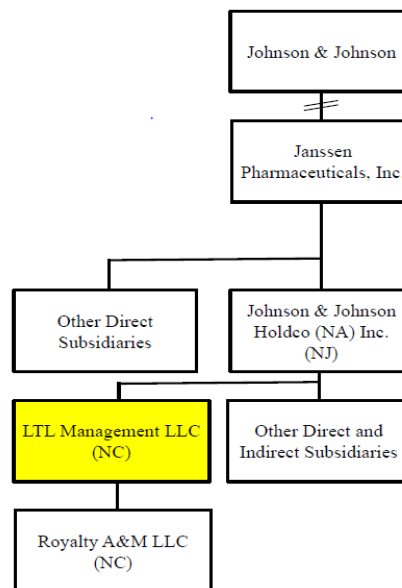 Johnson & Johnson
Janssen
Pharmaceuticals, Inc.
Other Direct
Subsidiaries
Johnson & Johnson
Holdco (NA) Inc.
(NJ)
LTL Management LLC
(NC)
Other Direct and
Indirect Subsidiaries
Royalty A&M LLC
(NC)